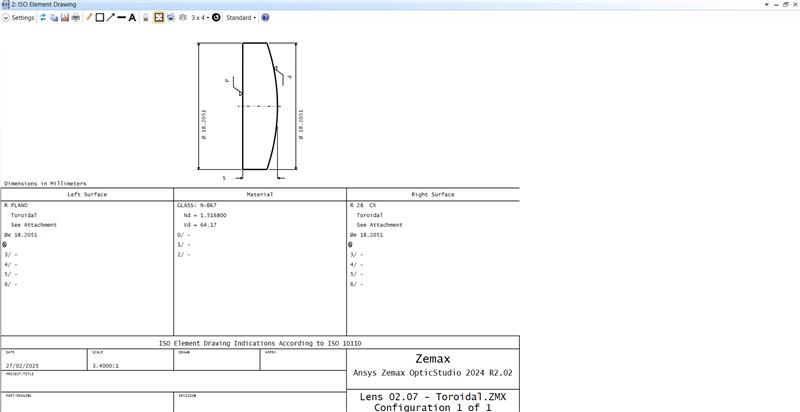 2: ISO Element Drawing
Settings
3 x 4
Standard
P
P
Ø 18.2051
Ø 18.2051
5
Dimensions in Millimeters
Left Surface
Material
Right Surface
R PLANO
Toroidal
See Attachment
Øe 18.2051
3/ -
4/ -
5/ -
6/ -
GLASS: N-BK7
Nd = 1.516800
Vd = 64.17
0/ -
1/ -
2/ -
R 28 CX
Toroidal
See Attachment
Øe 18.2051
3/ -
4/ -
5/ -
6/ -
ISO Element Drawing Indications According to ISO 10110
DATE
27/02/2025
SCALE
3.4000:1
DRAWN
APPRV
PROJECT/TITLE
PART/DRAWING
REVISION
Zemax
Ansys Zemax OpticStudio 2024 R2.02
Lens 02.07 - Toroidal.ZMX
Configuration 1 of 1